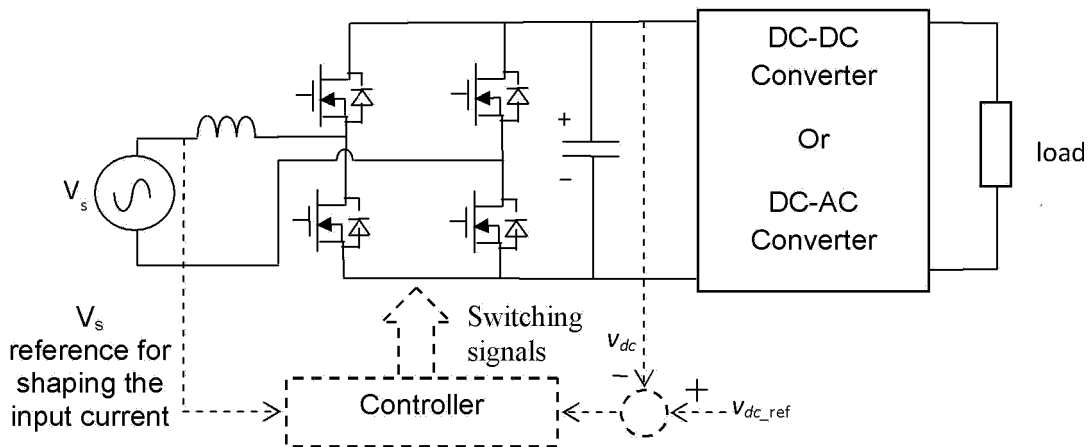 DC-DC
Converter
Or
DC-AC
Converter
load
+
−
Vs
Vs
reference for
shaping the
input current
Switching
signals
Controller
vdc
−
+
vdc_ref